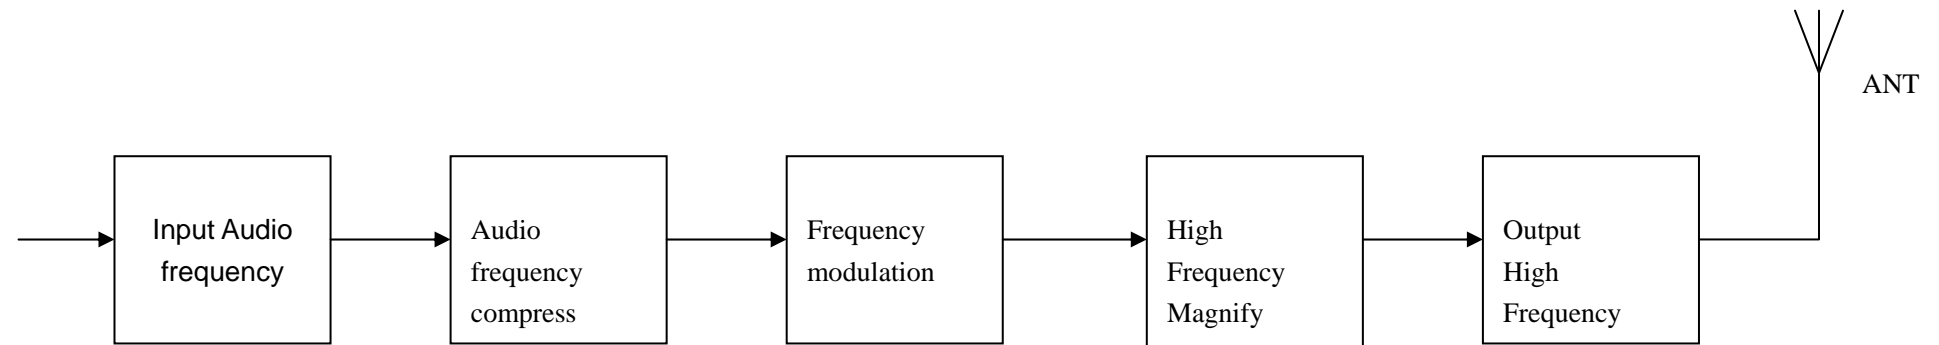 ANT
Input Audio
frequency
Audio
frequency
compress
Frequency
modulation
High
Frequency
Magnify
Output
High
Frequency